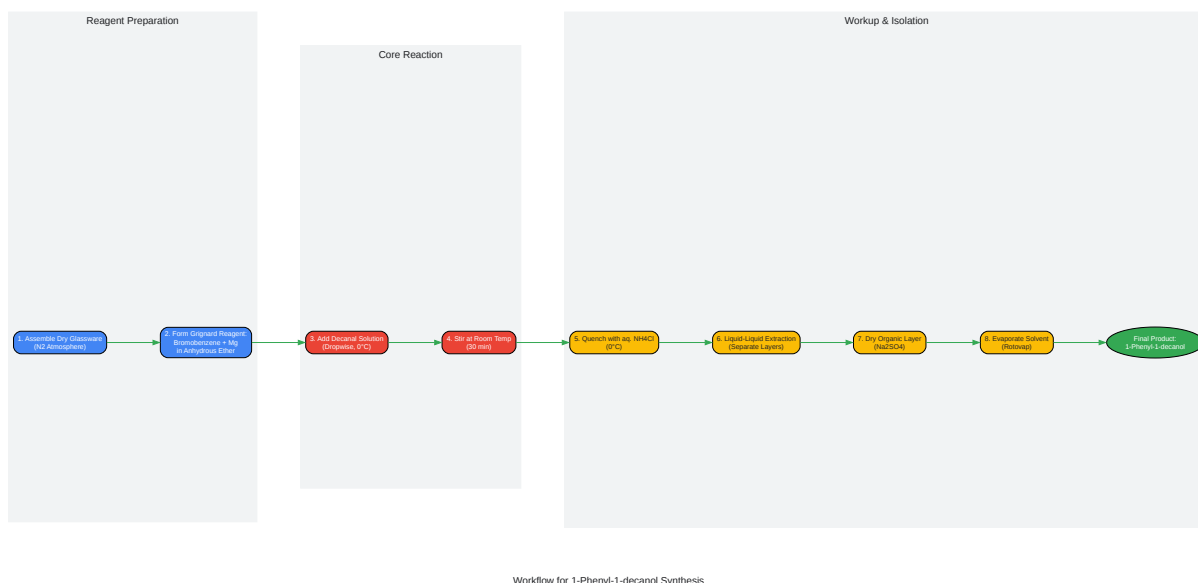 Reagent Preparation
Core Reaction
Workup & Isolation
1. Assemble Dry Glassware
(N2 Atmosphere)
2. Form Grignard Reagent:
Bromobenzene + Mg
in Anhydrous Ether
3. Add Decanal Solution
(Dropwise, 0°C)
4. Stir at Room Temp
(30 min)
5. Quench with aq. NH4Cl
(0°C)
6. Liquid-Liquid Extraction
(Separate Layers)
7. Dry Organic Layer
(Na2SO4)
8. Evaporate Solvent
(Rotovap)
Final Product:
1-Phenyl-1-decanol
Workflow for 1-Phenyl-1-decanol Synthesis